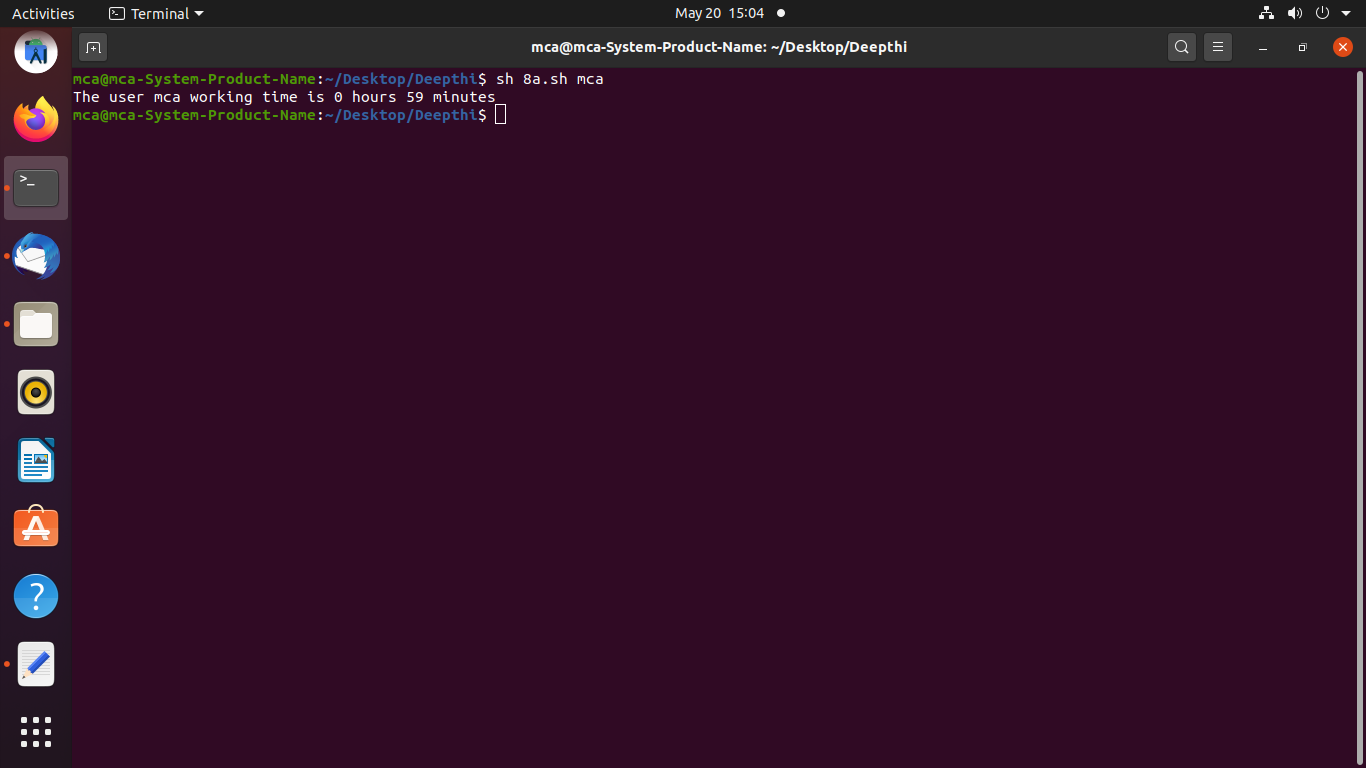 Activities Terminal May 20 15:04
mca@mca-System-Product-Name: ~/Desktop/Deepthi
mca@mca-System-Product-Name:~/Desktop/Deepthi$ sh 8a.sh mca
The user mca working time is 0 hours 59 minutes
mca@mca-System-Product-Name:~/Desktop/Deepthi$